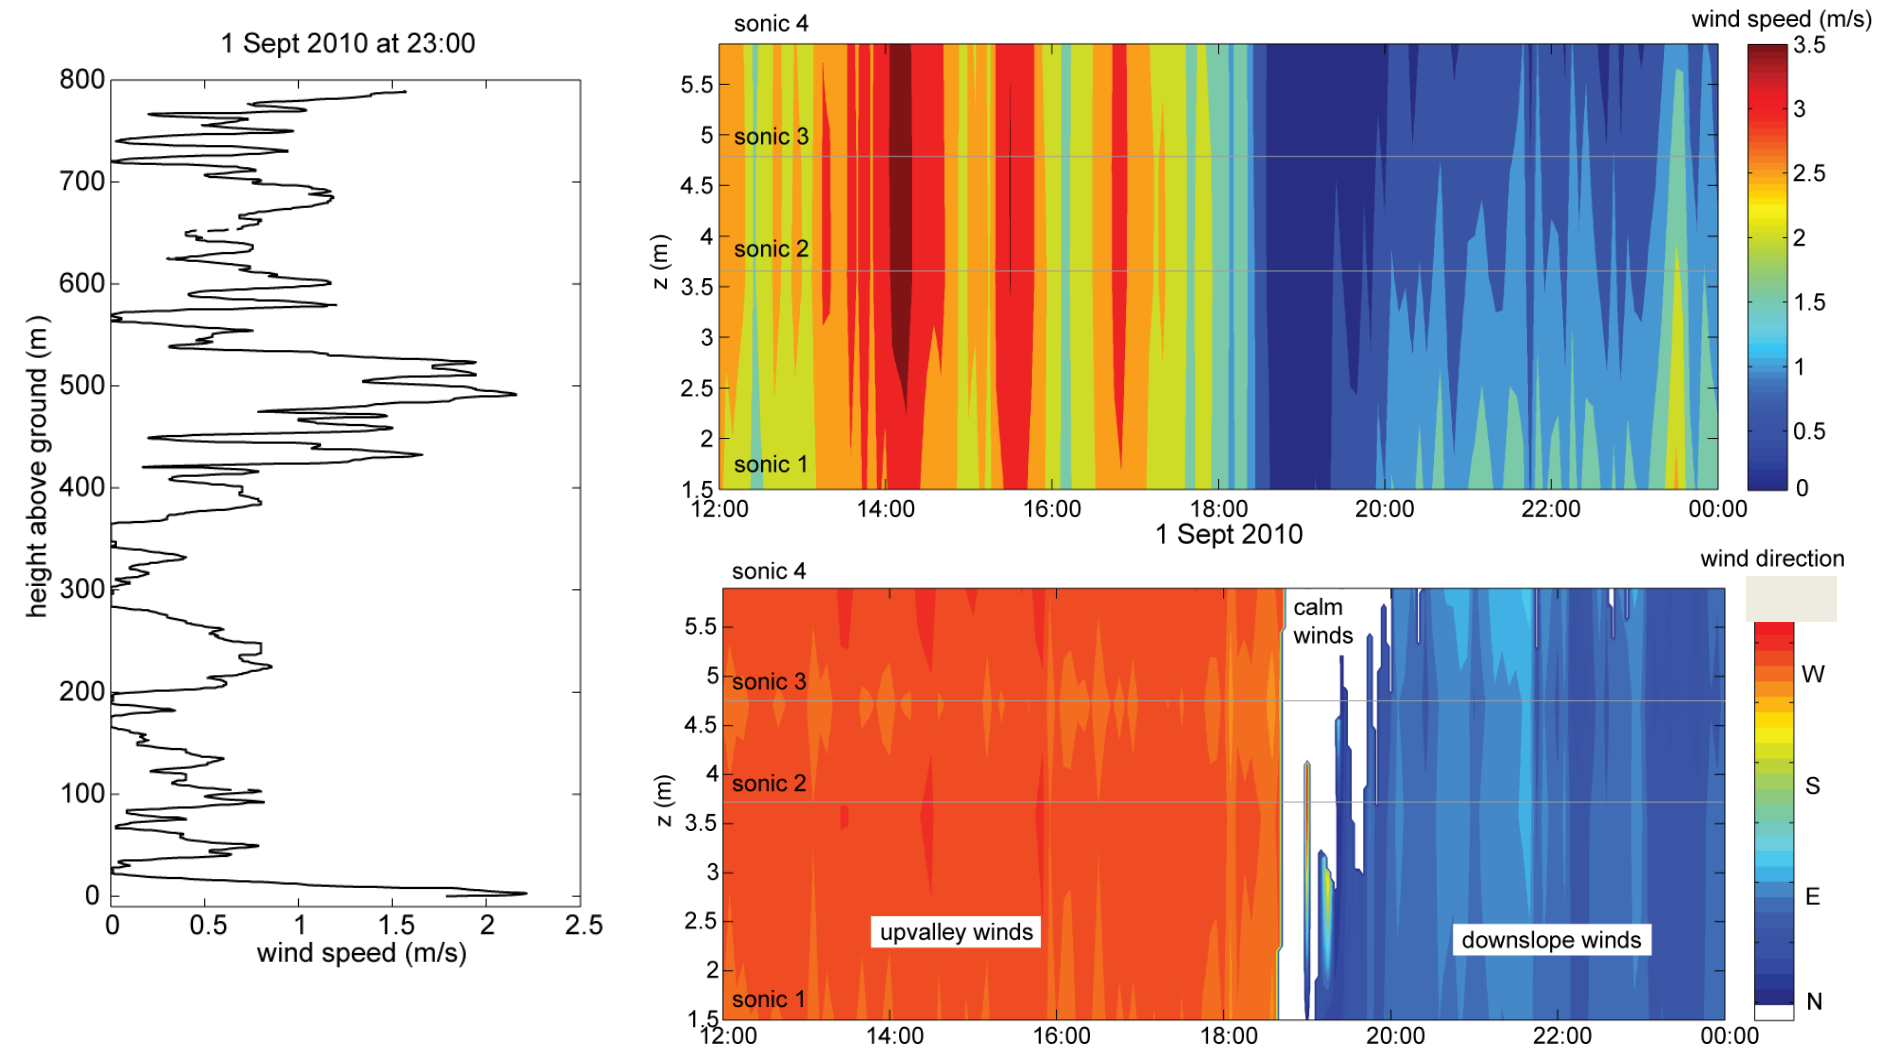 1 Sept 2010 at 23:00
800
700
600
500
400
300
200
100
0
height above ground (m)
0 0.5 1 1.5 2 2.5
wind speed (m/s)
sonic 4
wind speed (m/s)
5.5
5
4.5
4
3.5
3
2.5
2
1.5
z (m)
sonic 3
sonic 2
sonic 1
12:00 14:00 16:00 18:00 20:00 22:00 00:00
1 Sept 2010
3.5
3
2.5
2
1.5
1
0.5
0
wind direction
sonic 4
calm
winds
5.5
5
4.5
4
3.5
3
2.5
2
1.5
z (m)
sonic 3
sonic 2
upvalley winds
downslope winds
sonic 1
12:00 14:00 16:00 18:00 20:00 22:00 00:00
W
S
E
N